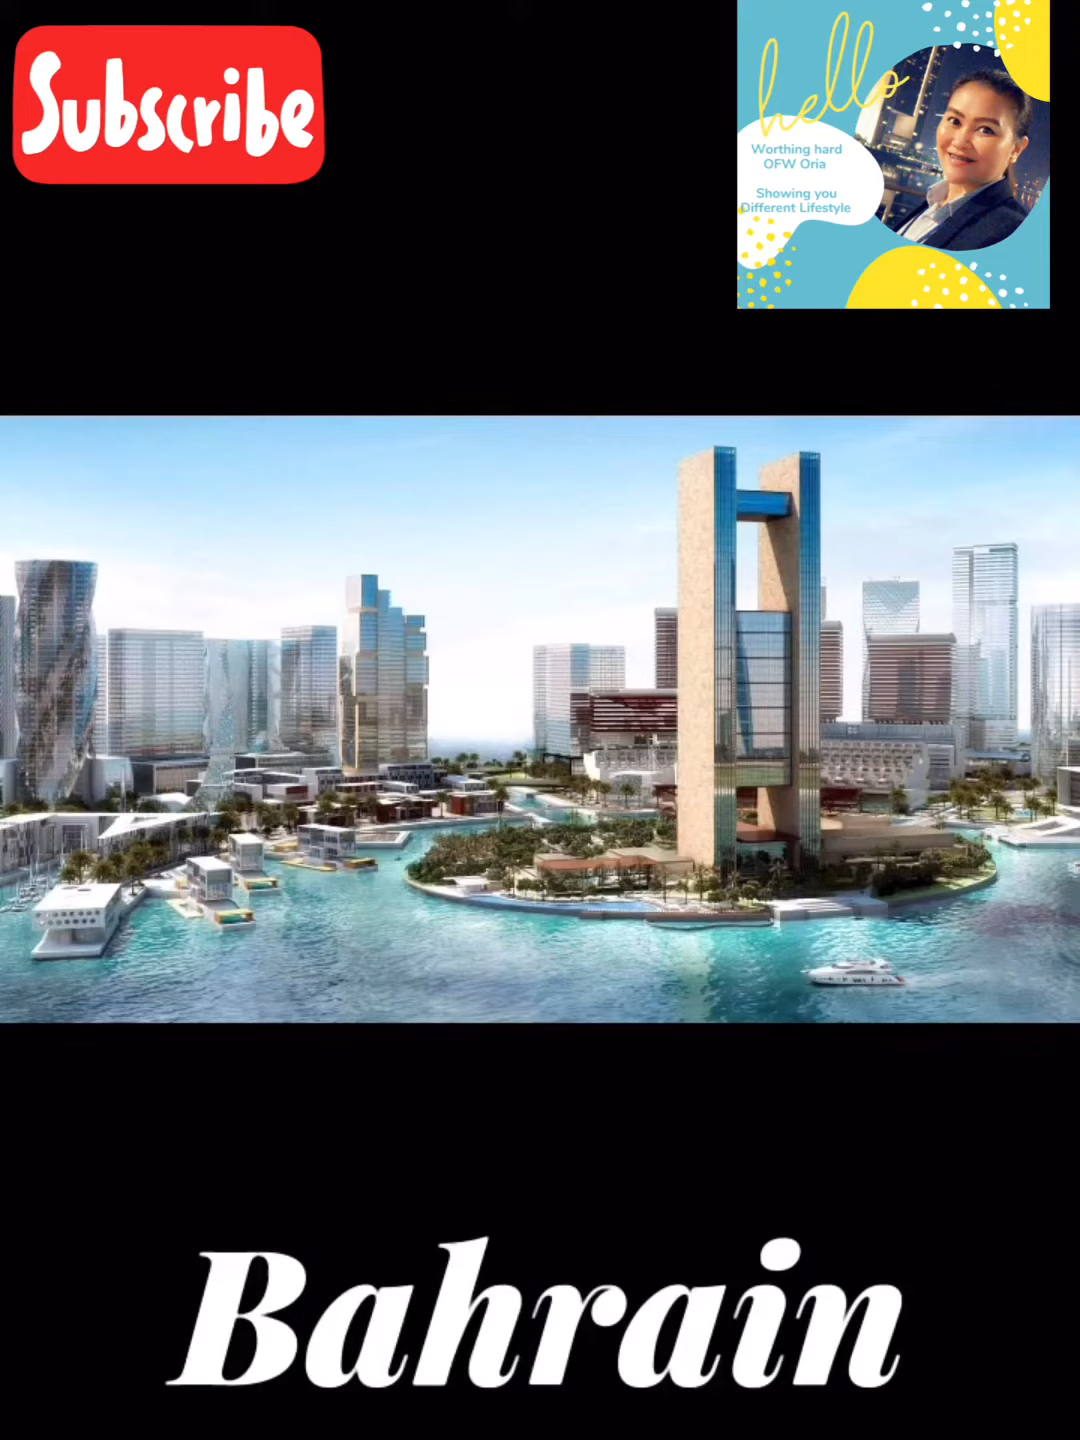 Subscribe
hello
Worthing hard
OFW Oria
Showing you
Different Lifestyle
Bahrain